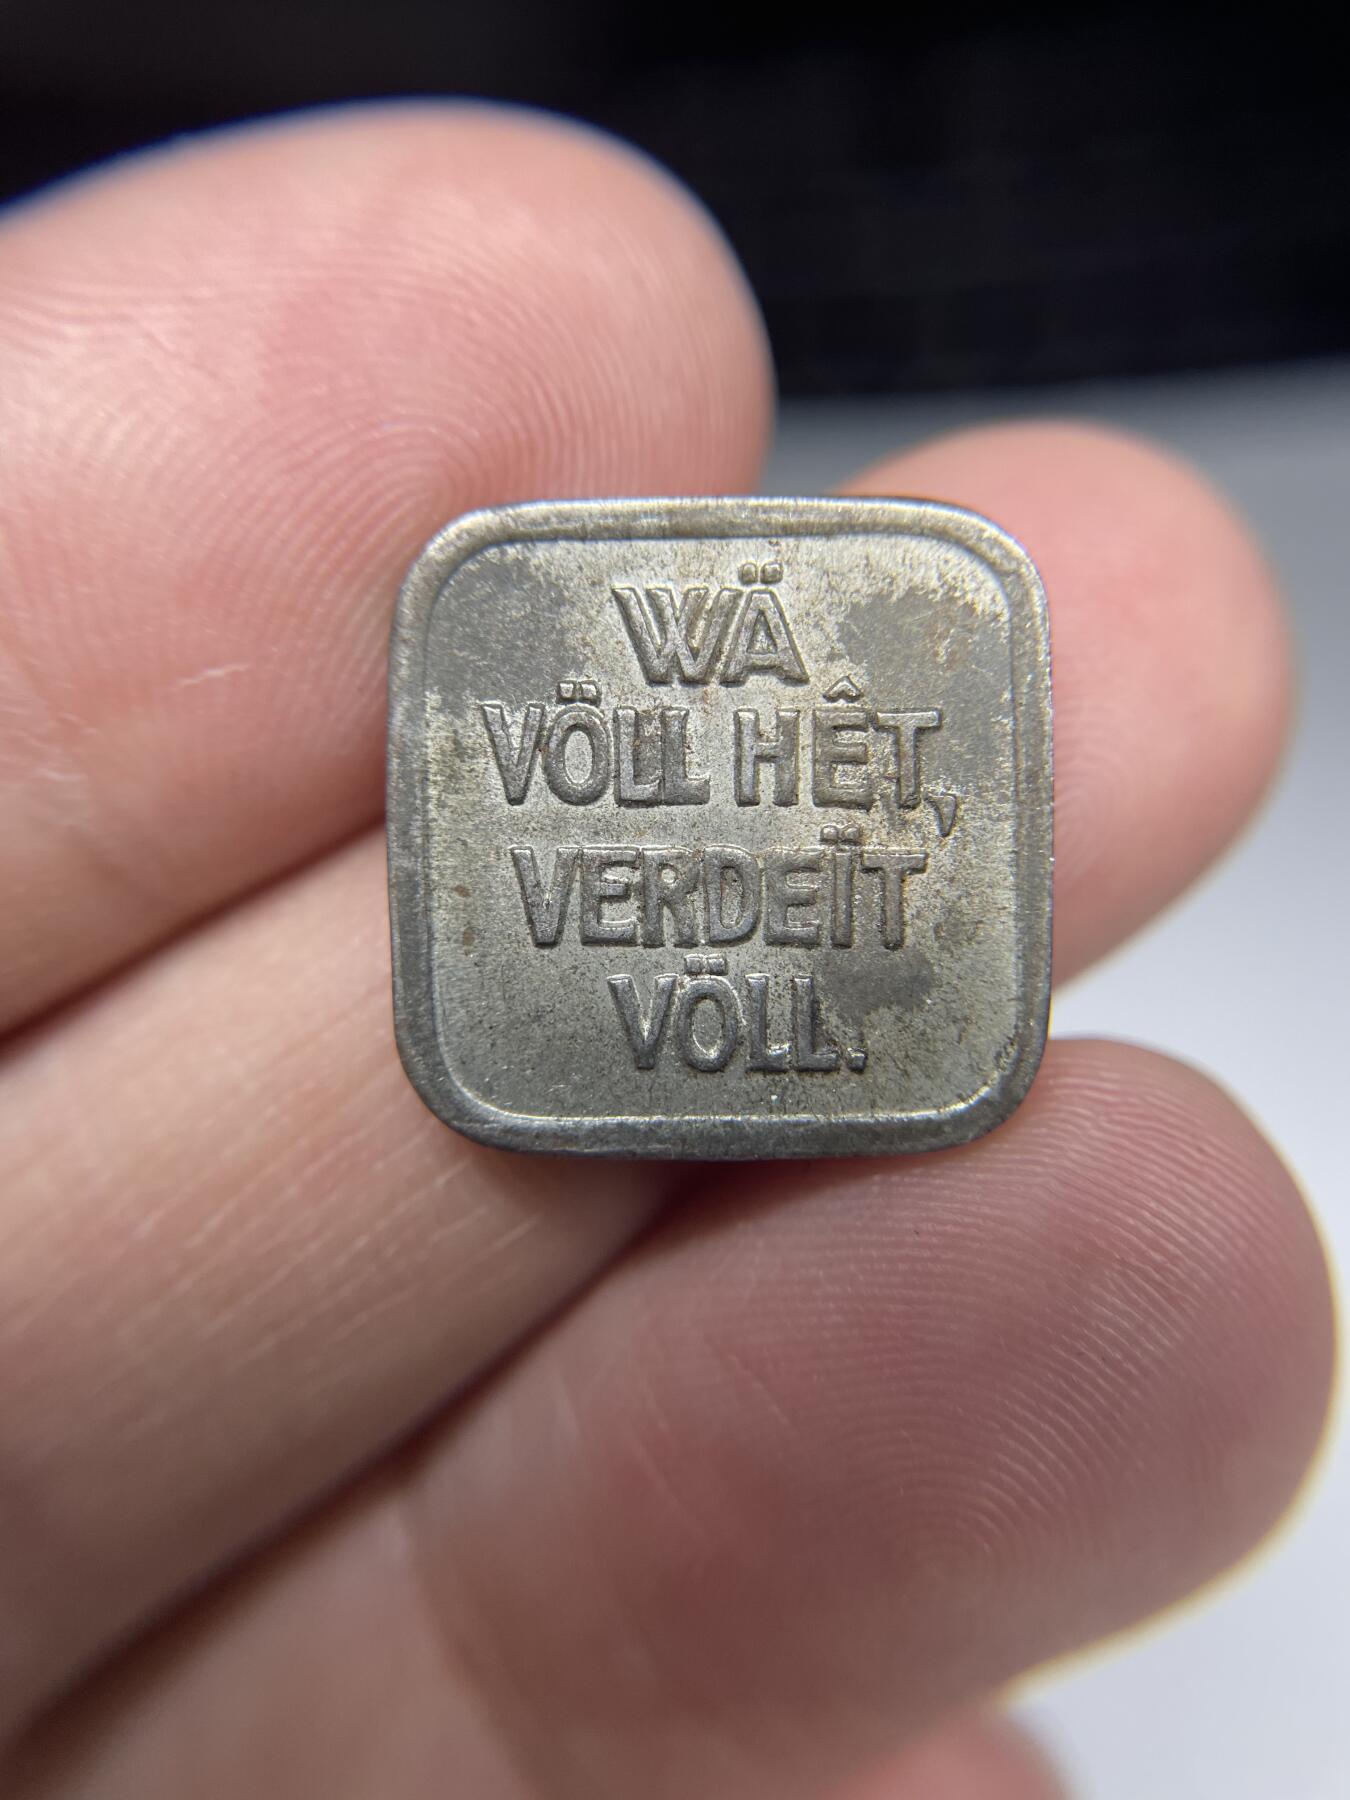 WÄ
VÖLL HÊT,
VERDEÏT
VÖLL.